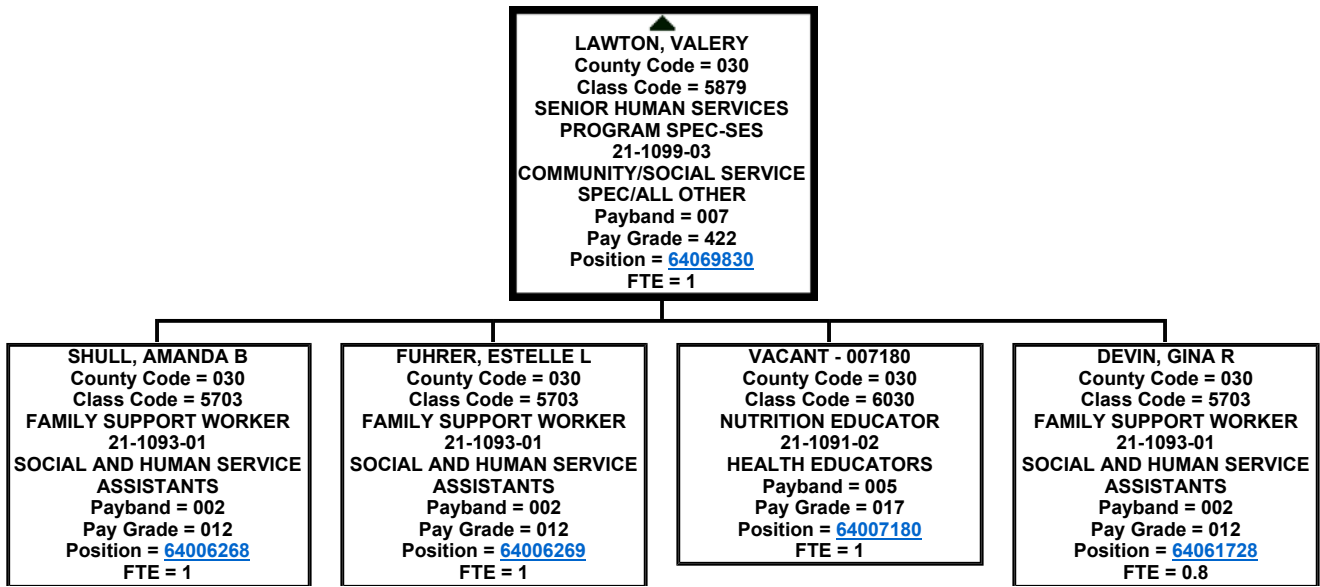 LAWTON, VALERY
County Code = 030
Class Code = 5879
SENIOR HUMAN SERVICES
PROGRAM SPEC-SES
21-1099-03
COMMUNITY/SOCIAL SERVICE
SPEC/ALL OTHER
Payband = 007
Pay Grade = 422
Position = 64069830
FTE = 1
SHULL, AMANDA B
County Code = 030
Class Code = 5703
FAMILY SUPPORT WORKER
21-1093-01
SOCIAL AND HUMAN SERVICE
ASSISTANTS
Payband = 002
Pay Grade = 012
Position = 64006268
FTE = 1
FUHRER, ESTELLE L
County Code = 030
Class Code = 5703
FAMILY SUPPORT WORKER
21-1093-01
SOCIAL AND HUMAN SERVICE
ASSISTANTS
Payband = 002
Pay Grade = 012
Position = 64006269
FTE = 1
VACANT - 007180
County Code = 030
Class Code = 6030
NUTRITION EDUCATOR
21-1091-02
HEALTH EDUCATORS
Payband = 005
Pay Grade = 017
Position = 64007180
FTE = 1
DEVIN, GINA R
County Code = 030
Class Code = 5703
FAMILY SUPPORT WORKER
21-1093-01
SOCIAL AND HUMAN SERVICE
ASSISTANTS
Payband = 002
Pay Grade = 012
Position = 64061728
FTE = 0.8